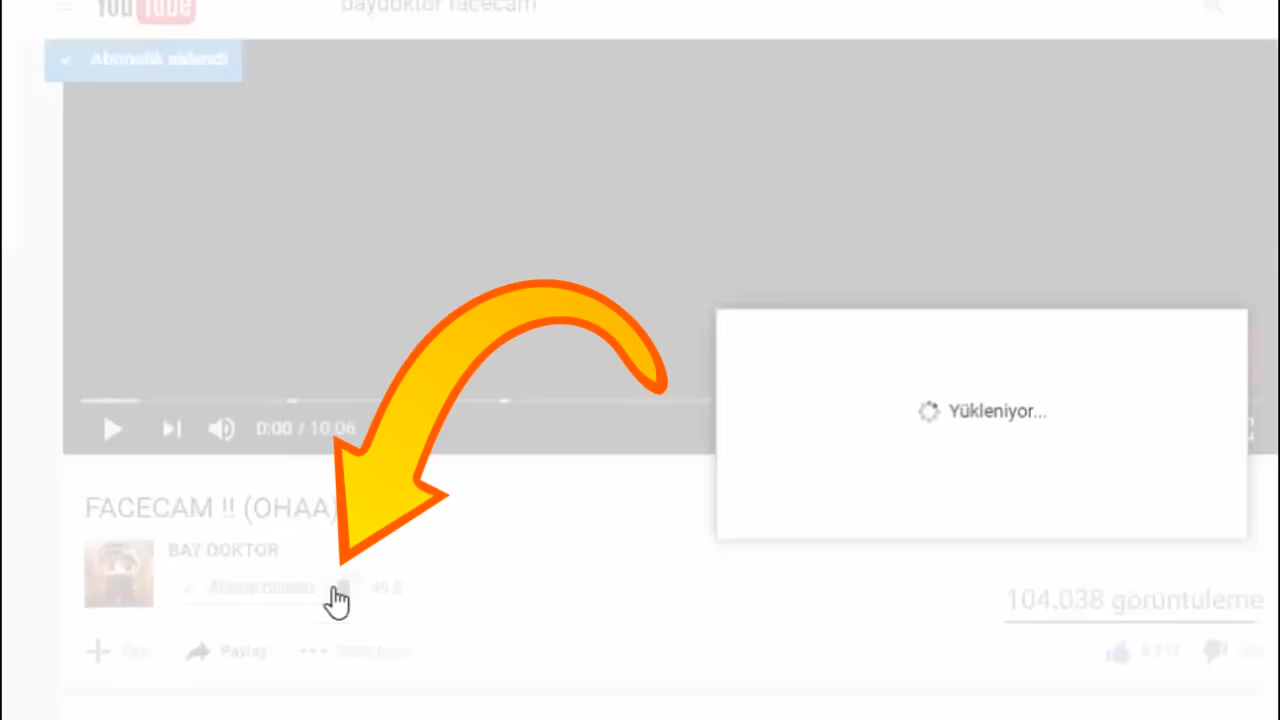 YouTube
baydoktor facecam
Abonelik eklendi
0:00 / 10:06
Yükleniyor...
FACECAM !! (OHAA)
BAY DOKTOR
Abone olundu
104.038 görüntüleme
Paylaş